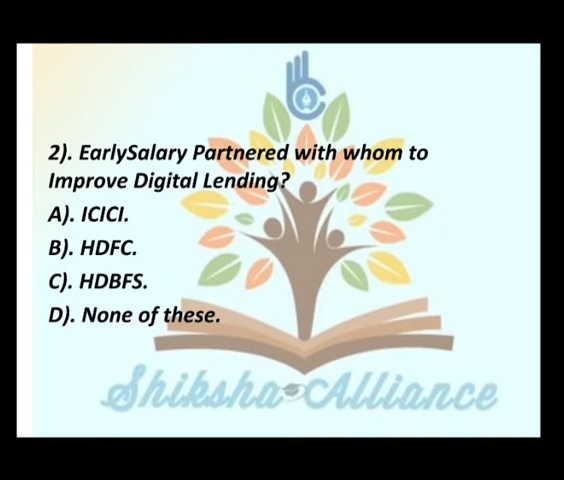 2). EarlySalary Partnered with whom to
Improve Digital Lending?
A). ICICI.
B). HDFC.
C). HDBFS.
D). None of these.
Shiksha Alliance